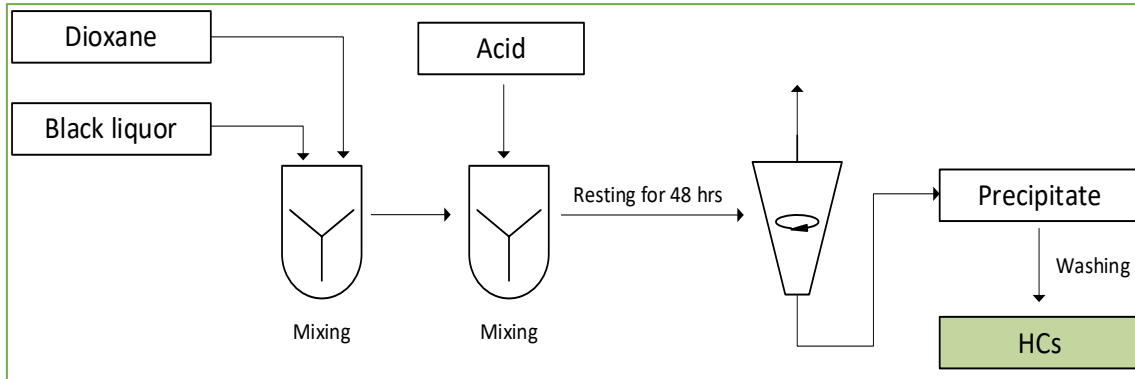 Dioxane
Acid
Black liquor
Resting for 48 hrs
Precipitate
Washing
Mixing
Mixing
HCs